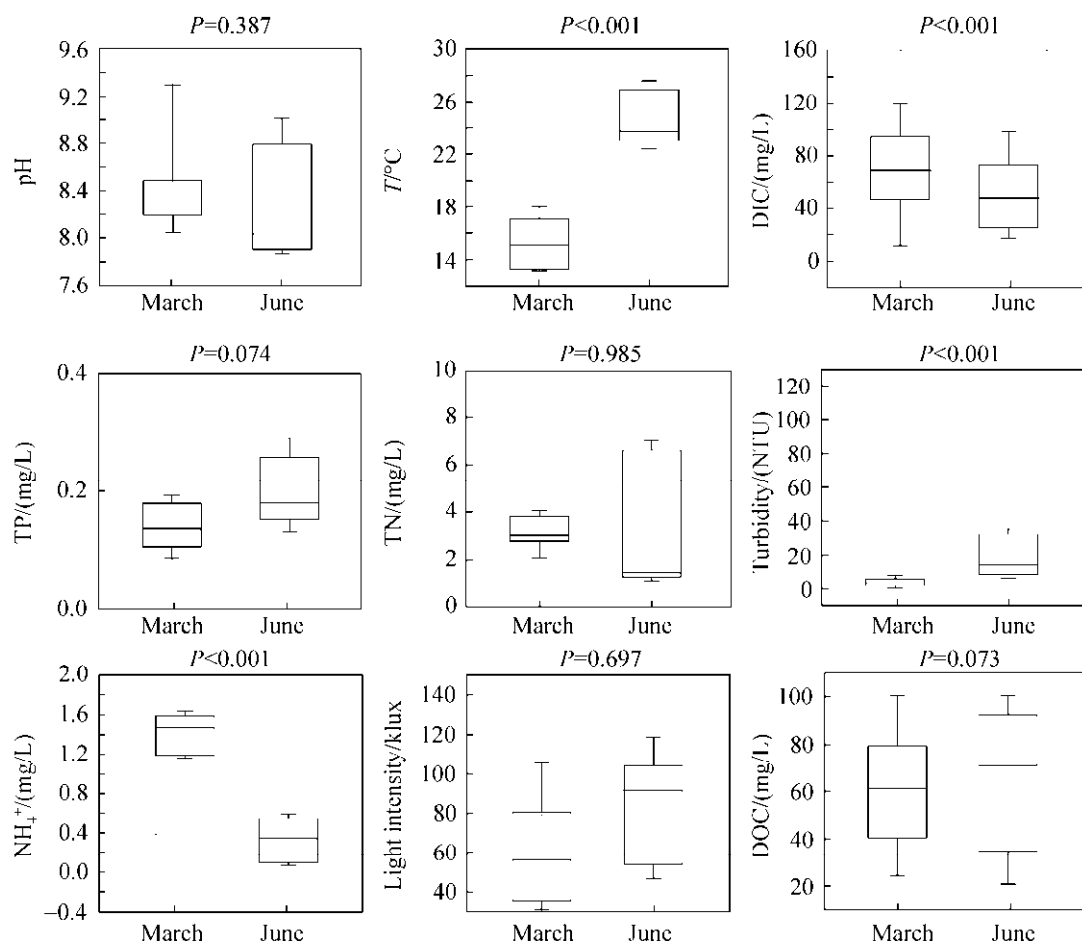 P=0.387
9.6
9.2
8.8
8.4
8.0
7.6
pH
March June
P<0.001
30
26
22
18
14
T/°C
March June
P<0.001
160
120
80
40
0
DIC/(mg/L)
March June
P=0.074
0.4
0.2
0.0
TP/(mg/L)
March June
P=0.985
10
8
6
4
2
0
TN/(mg/L)
March June
P<0.001
120
100
80
60
40
20
0
Turbidity/(NTU)
March June
P<0.001
2.0
1.6
1.2
0.8
0.4
0.0
–0.4
NH₄⁺/(mg/L)
March June
P=0.697
140
120
100
80
60
40
Light intensity/klux
March June
P=0.073
100
80
60
40
20
DOC/(mg/L)
March June